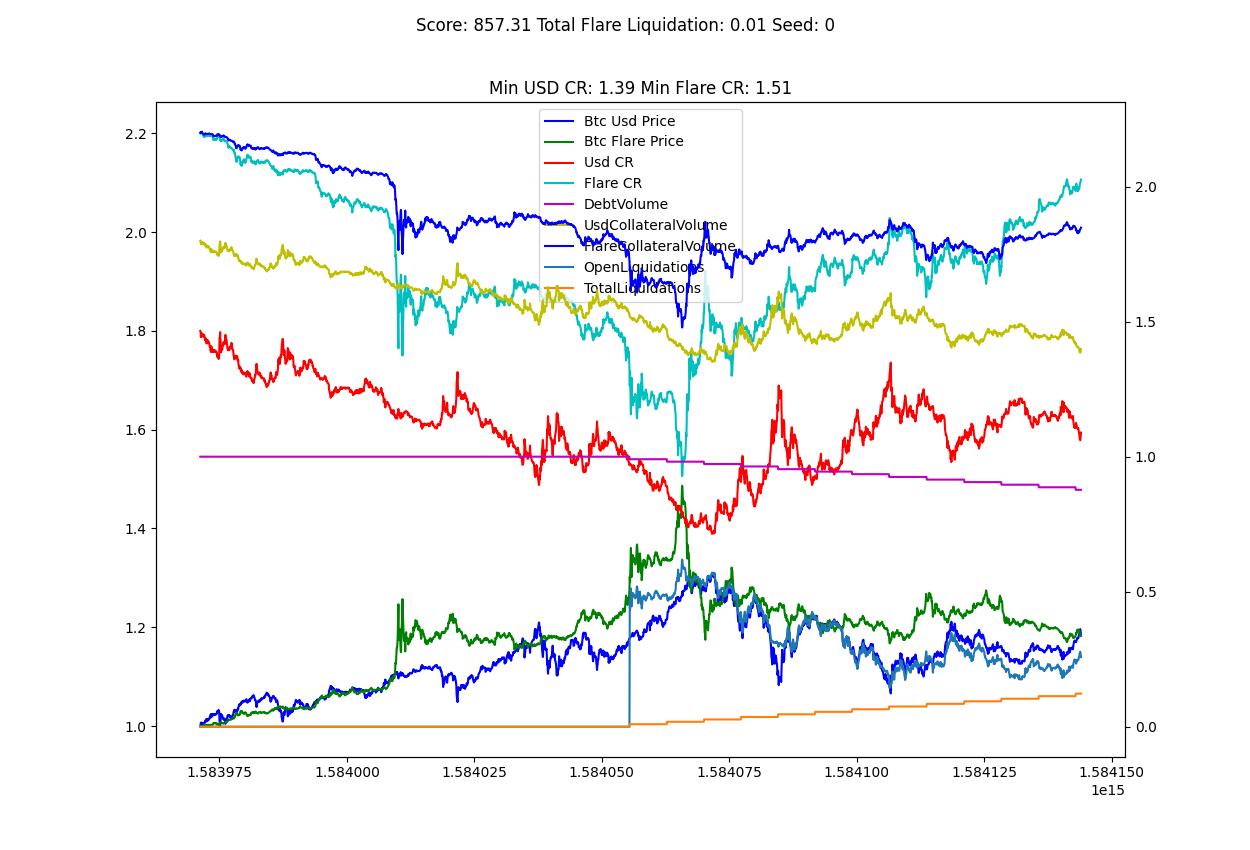 Score: 857.31 Total Flare Liquidation: 0.01 Seed: 0
Min USD CR: 1.39 Min Flare CR: 1.51
Btc Usd Price
Btc Flare Price
Usd CR
Flare CR
DebtVolume
UsdCollateralVolume
FlareCollateralVolume
OpenLiquidations
TotalLiquidations
2.2
2.0
1.8
1.6
1.4
1.2
1.0
2.0
1.5
1.0
0.5
0.0
1.583975
1.584000
1.584025
1.584050
1.584075
1.584100
1.584125
1.584150
1e15